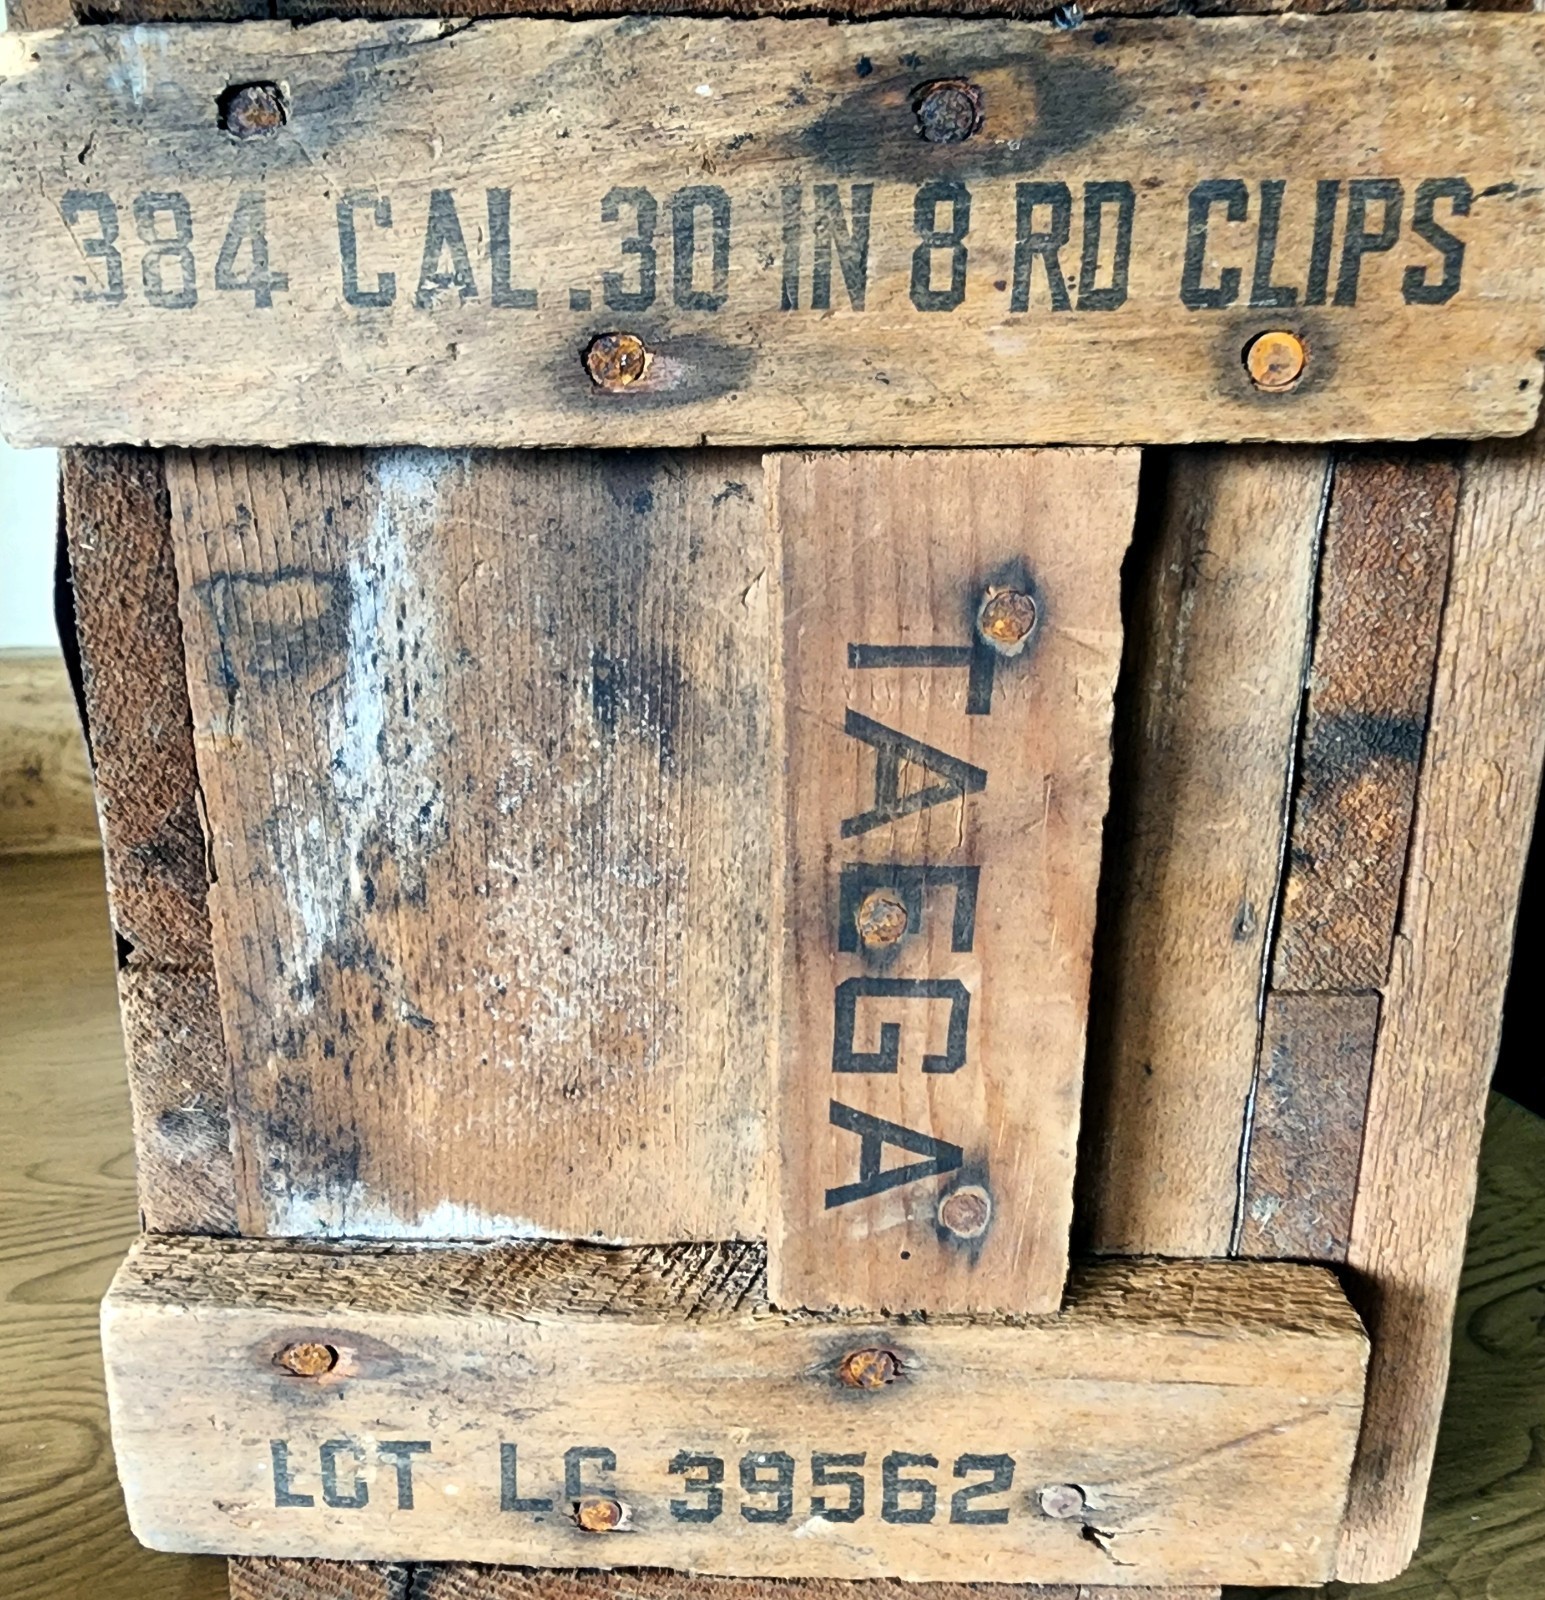 384 CAL .30 IN 8 RD CLIPS
TAEGA
LOT LC 39562